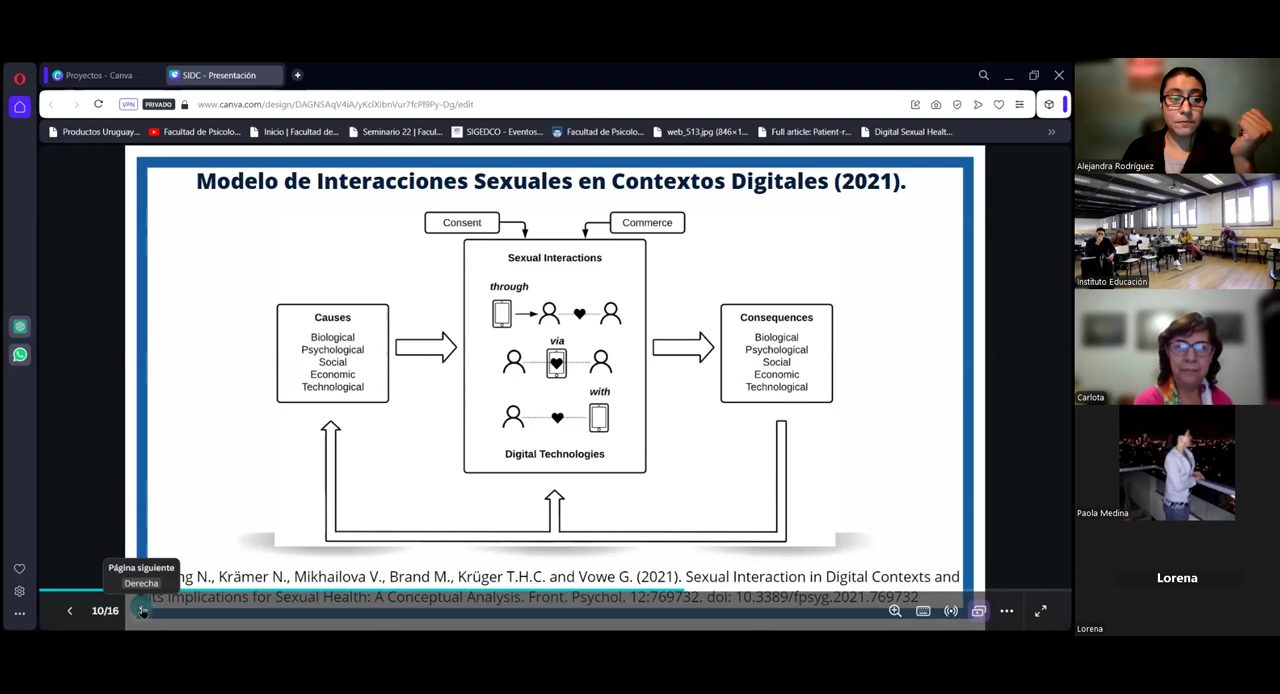 Proyectos - Canva
SIDC - Presentación
VPN
PRIVADO
www.canva.com/design/DAGNSAqV4iA/yKciXIbnVur7fcPl9Py-Dg/edit
Productos Uruguay...
Facultad de Psicolo...
Inicio | Facultad de...
Seminario 22 | Facul...
SIGEDCO - Eventos...
Facultad de Psicolo...
web_513.jpg (846×1...
Full article: Patient-r...
Digital Sexual Healt...
Modelo de Interacciones Sexuales en Contextos Digitales (2021).
Consent
Commerce
Sexual Interactions
through
via
with
Digital Technologies
Causes
Biological
Psychological
Social
Economic
Technological
Consequences
Biological
Psychological
Social
Economic
Technological
ng N., Krämer N., Mikhailova V., Brand M., Krüger T.H.C. and Vowe G. (2021). Sexual Interaction in Digital Contexts and
Its Implications for Sexual Health: A Conceptual Analysis. Front. Psychol. 12:769732. doi: 10.3389/fpsyg.2021.769732
Página siguiente
Derecha
10/16
Alejandra Rodríguez
Instituto Educación
Carlota
Paola Medina
Lorena
Lorena